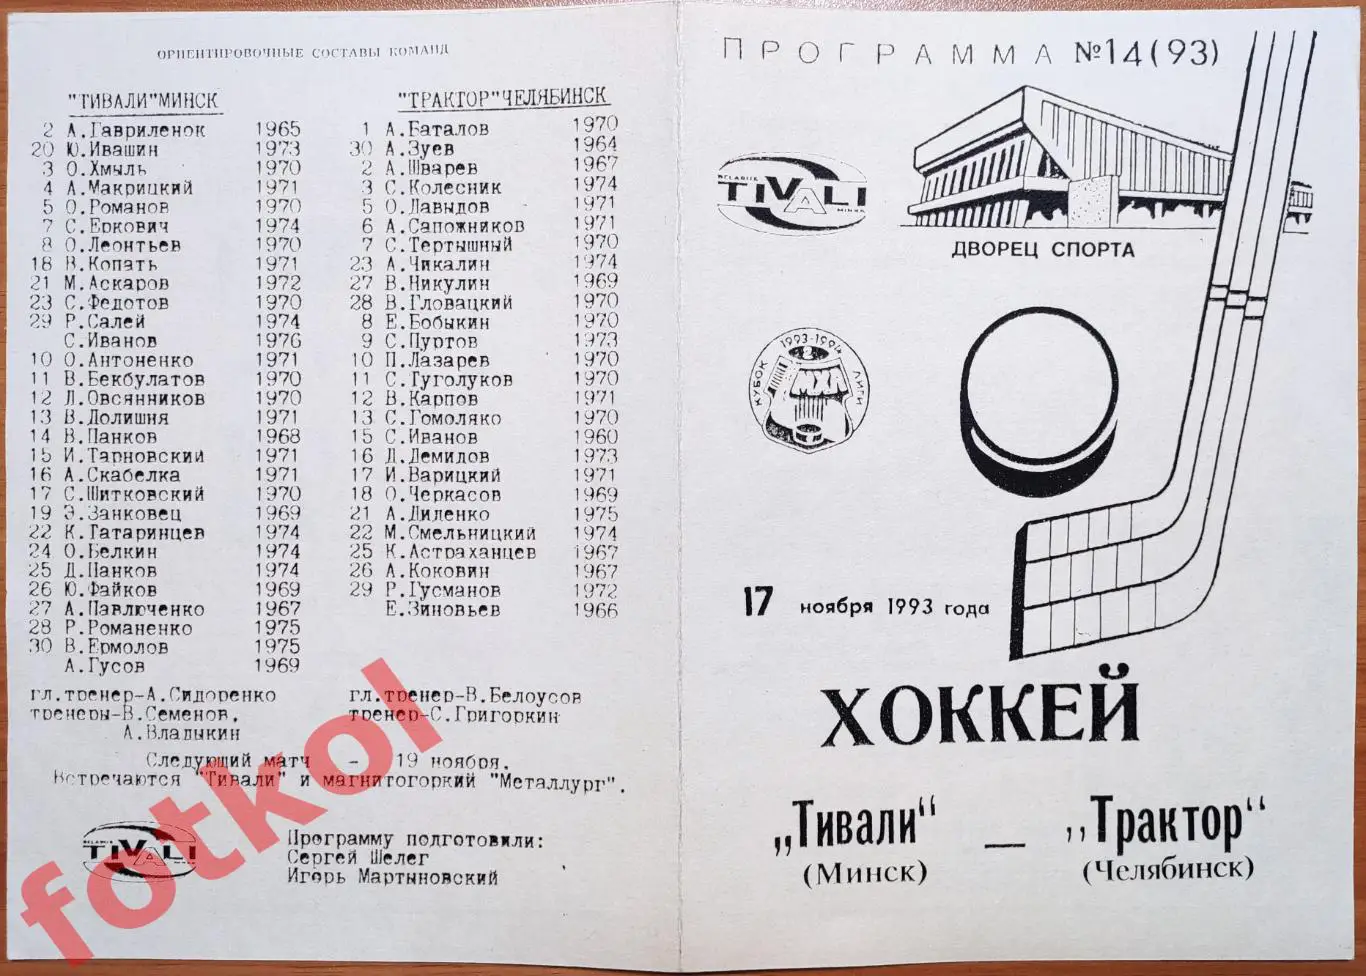 ОРИЕНТИРОВОЧНЫЕ СОСТАВЫ КОМАНД
"ТИВАЛИ"МИНСК
2 А.Гавриленок 1965
20 Ю.Ивашин 1973
3 О.Хмыль 1970
4 А.Макрицкий 1971
5 О.Романов 1970
7 С.Еркович 1974
8 О.Леонтьев 1970
18 В.Копать 1971
21 М.Аскаров 1972
23 С.Федотов 1970
29 Р.Салей 1974
С.Иванов 1976
10 О.Антоненко 1971
11 В.Бекбулатов 1970
12 Л.Овсянников 1970
13 В.Долишня 1971
14 В.Панков 1968
15 И.Тарновский 1971
16 А.Скабелка 1971
17 С.Шитковский 1970
19 Э.Занковец 1969
22 К.Татаринцев 1974
24 О.Белкин 1974
25 Д.Панков 1974
26 Ю.Файков 1969
27 А.Павлюченко 1967
28 Р.Романенко 1975
30 В.Ермолов 1975
А.Гусов 1969
гл.тренер-А.Сидоренко
тренеры-В.Семенов,
А.Владыкин
"ТРАКТОР"ЧЕЛЯБИНСК
1 А.Баталов 1970
30 А.Зуев 1964
2 А.Шварев 1967
3 С.Колесник 1974
5 О.Давыдов 1971
6 А.Сапожников 1971
7 С.Тертышный 1970
23 А.Чикалин 1974
27 В.Никулин 1969
28 В.Гловацкий 1970
8 Е.Бобыкин 1970
9 С.Пуртов 1973
10 П.Лазарев 1970
11 С.Туголуков 1970
12 В.Карпов 1971
13 С.Гомоляко 1970
15 С.Иванов 1960
16 Д.Демидов 1973
17 И.Варицкий 1971
18 О.Черкасов 1969
21 А.Диленко 1975
22 М.Смельницкий 1974
25 К.Астраханцев 1967
26 А.Коковин 1967
29 Р.Гусманов 1972
Е.Зиновьев 1966
гл.тренер-В.Белоусов
тренер-С.Григоркин
Следующий матч - 19 ноября.
Встречаются "Тивали" и магнитогоркий "Металлург".
BELARUS
TIVALI
MINSK
Программу подготовили:
Сергей Шелег
Игорь Мартыновский
fotkol
ПРОГРАММА №14(93)
BELARUS
TIVALI
MINSK
ДВОРЕЦ СПОРТА
КУБОК 1993-1994 ЛИГИ
2
МХЛ
17 ноября 1993 года
ХОККЕЙ
„Тивали" — „Трактор"
(Минск) (Челябинск)